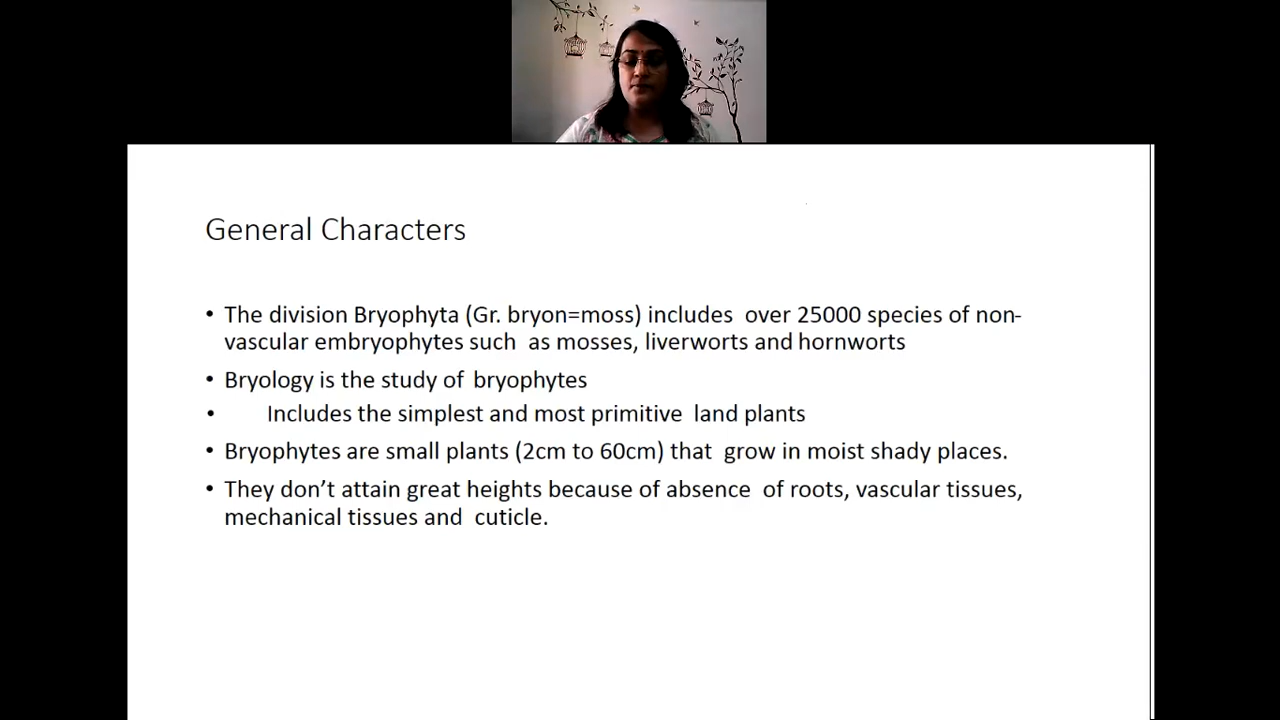 General Characters
• The division Bryophyta (Gr. bryon=moss) includes over 25000 species of non-
vascular embryophytes such as mosses, liverworts and hornworts
• Bryology is the study of bryophytes
• Includes the simplest and most primitive land plants
• Bryophytes are small plants (2cm to 60cm) that grow in moist shady places.
• They don’t attain great heights because of absence of roots, vascular tissues,
mechanical tissues and cuticle.